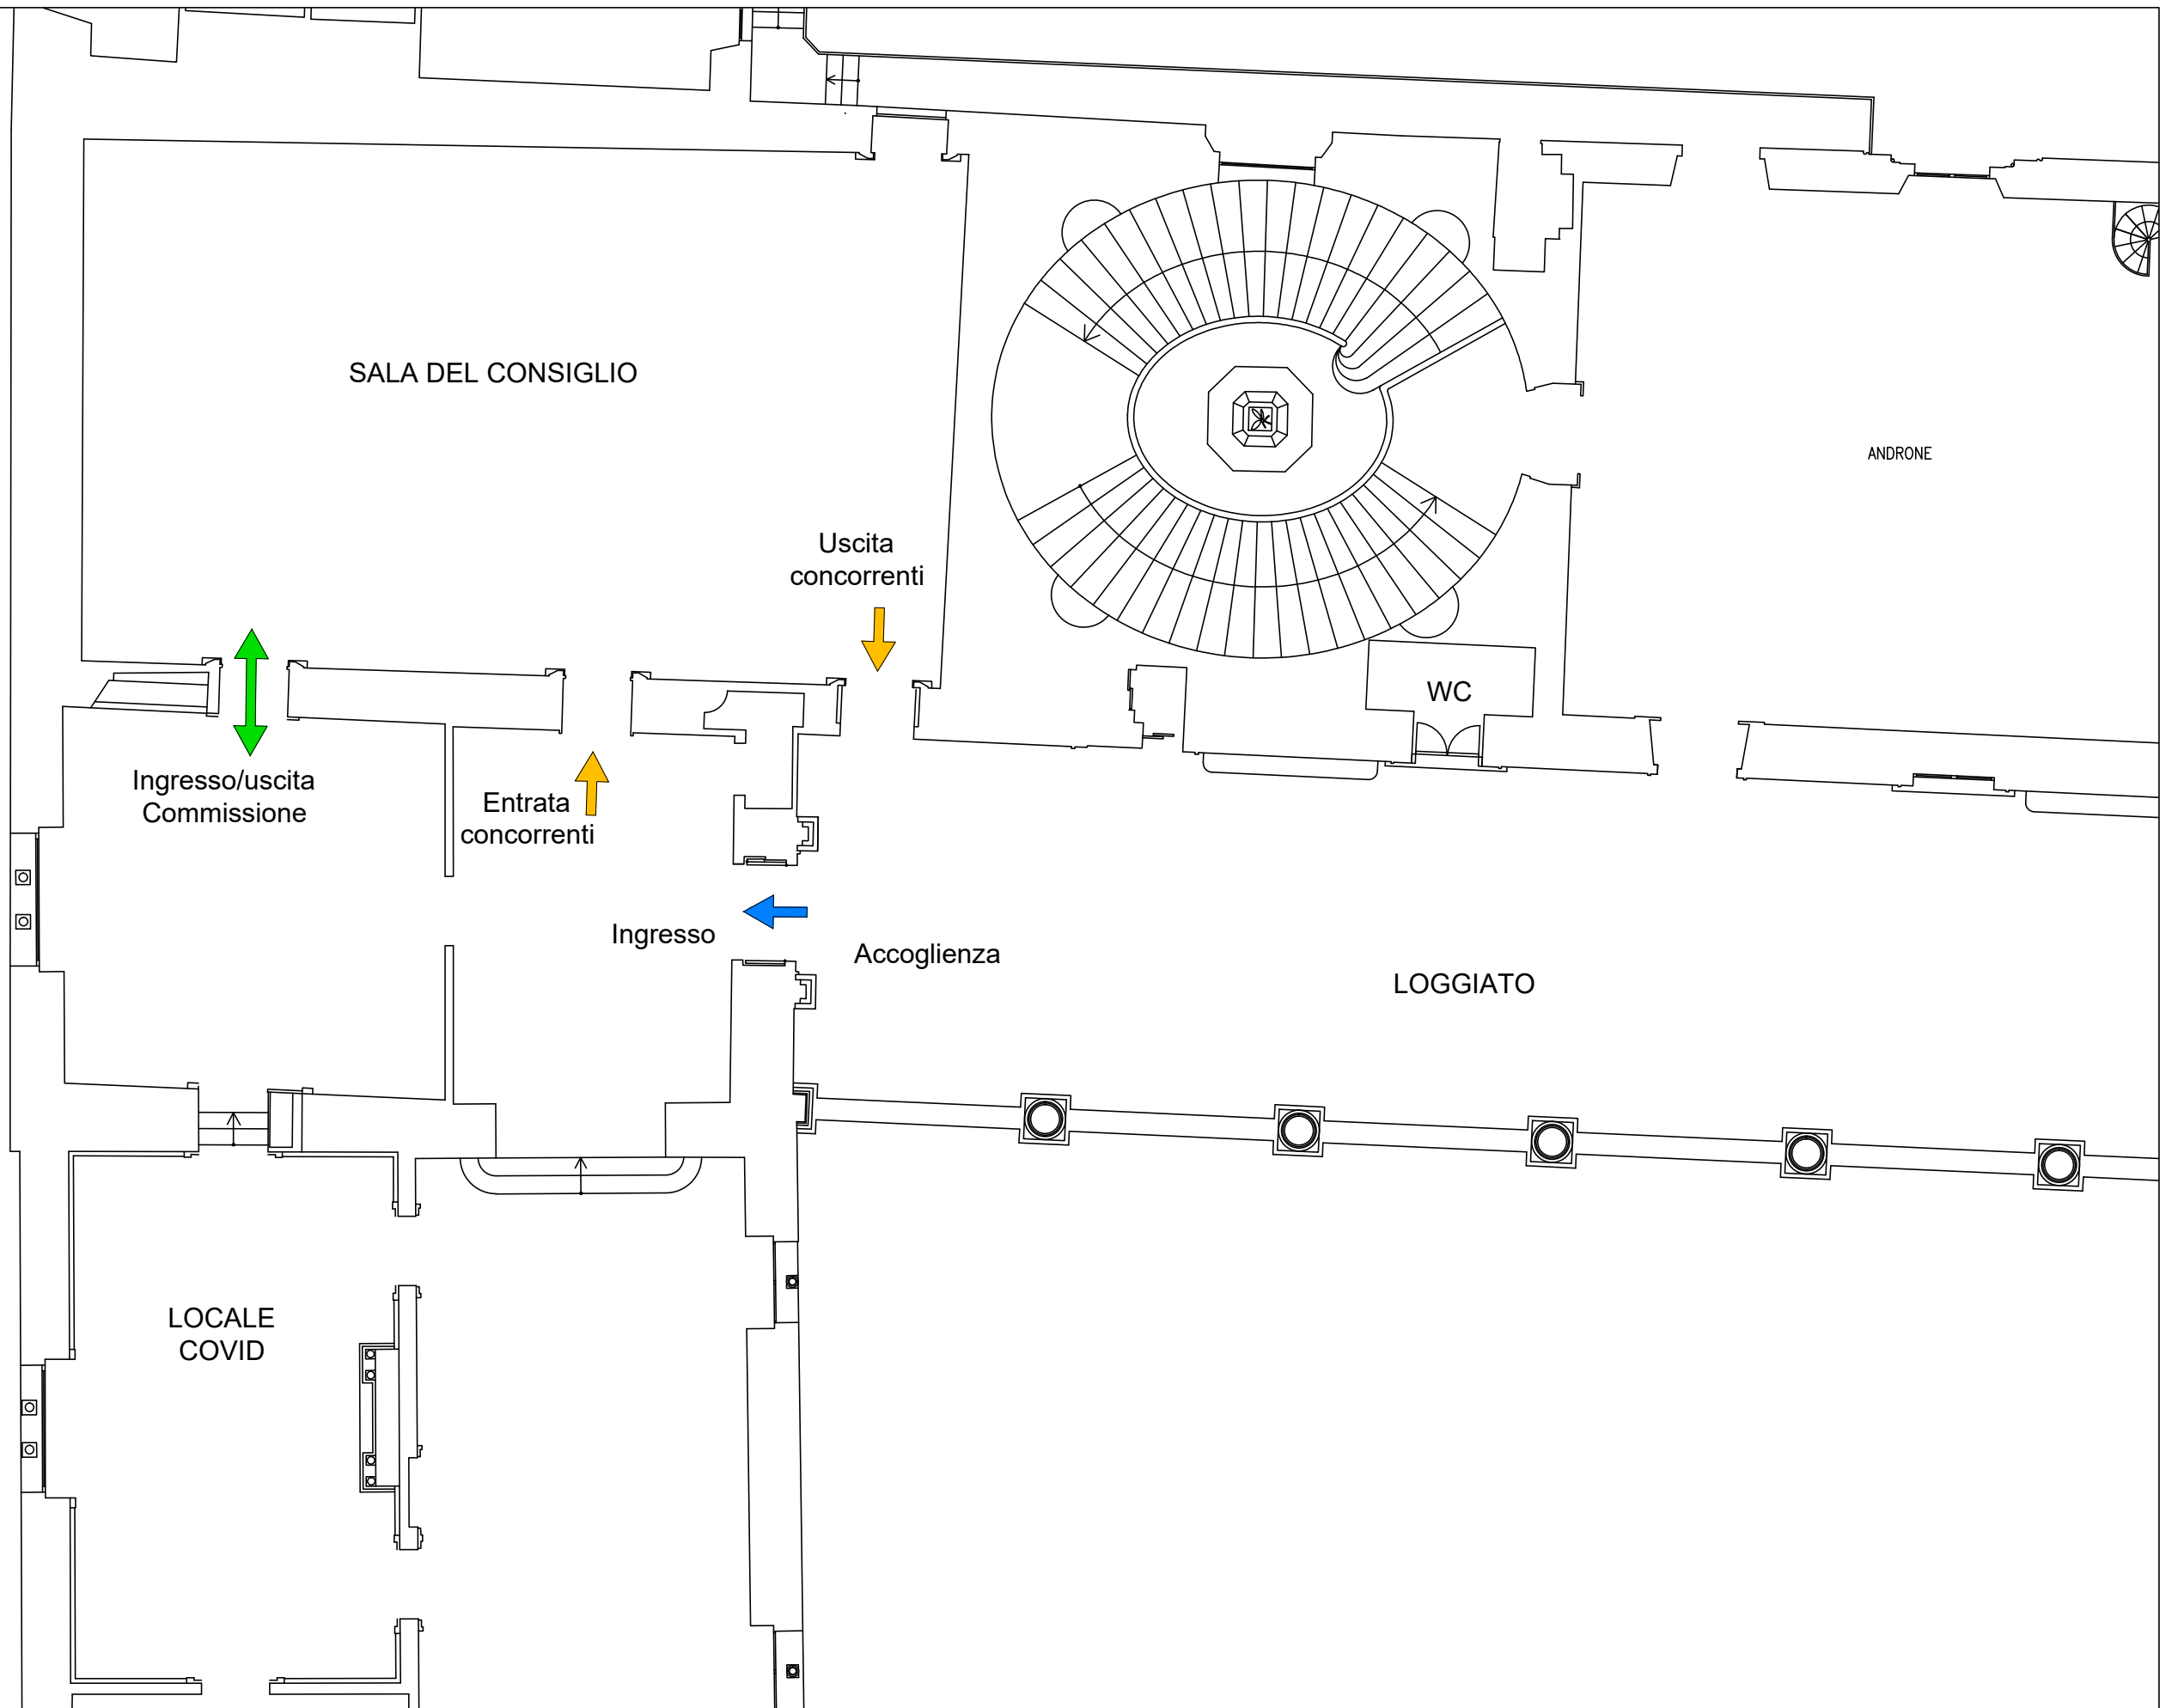 SALA DEL CONSIGLIO
ANDRONE
Uscita
concorrenti
WC
Ingresso/uscita
Commissione
Entrata
concorrenti
Ingresso
Accoglienza
LOGGIATO
LOCALE
COVID